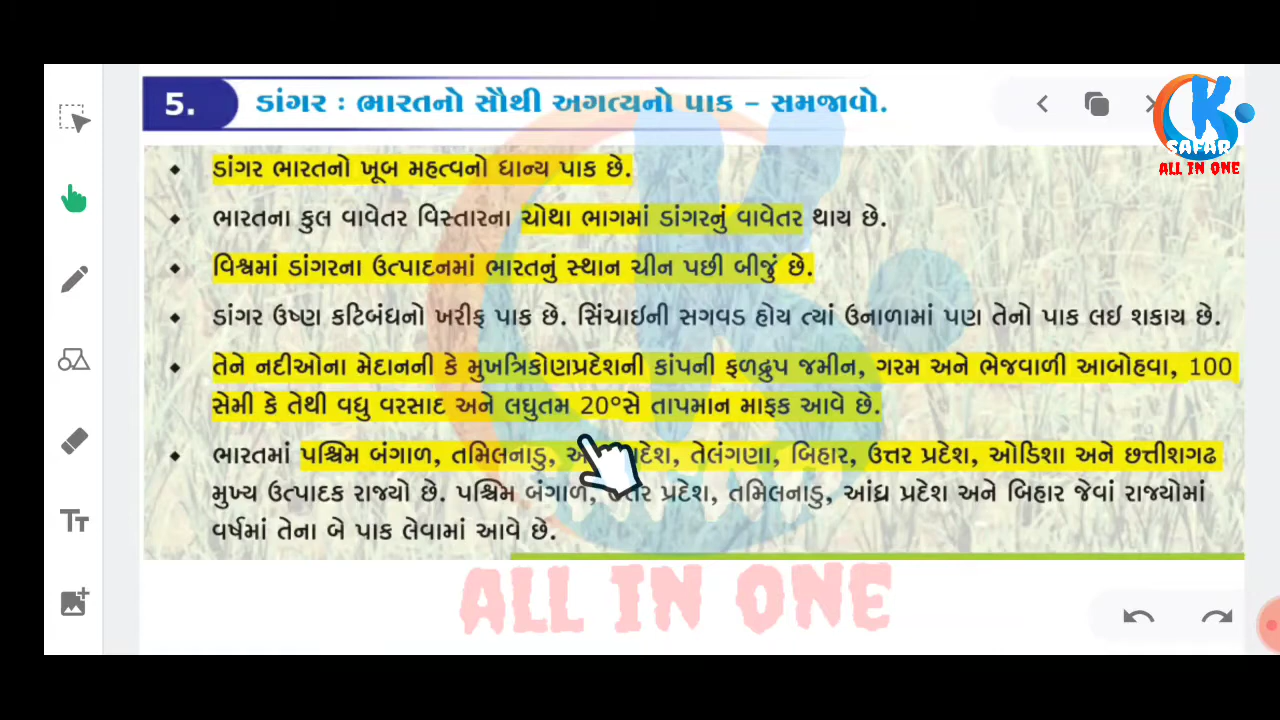 5. ડાંગર : ભારતનો સૌથી અગત્યનો પાક – સમજાવો.
K
SAFAR
ALL IN ONE
♦ ડાંગર ભારતનો ખૂબ મહત્વનો ધાન્ય પાક છે.
♦ ભારતના કુલ વાવેતર વિસ્તારના ચોથા ભાગમાં ડાંગરનું વાવેતર થાય છે.
♦ વિશ્વમાં ડાંગરના ઉત્પાદનમાં ભારતનું સ્થાન ચીન પછી બીજું છે.
♦ ડાંગર ઉષ્ણ કટિબંધનો ખરીફ પાક છે. સિંચાઈની સગવડ હોય ત્યાં ઉનાળામાં પણ તેનો પાક લઈ શકાય છે.
♦ તેને નદીઓના મેદાનની કે મુખત્રિકોણપ્રદેશની કાંપની ફળદ્રુપ જમીન, ગરમ અને ભેજવાળી આબોહવા, 100
સેમી કે તેથી વધુ વરસાદ અને લઘુતમ 20°સે તાપમાન માફક આવે છે.
♦ ભારતમાં પશ્ચિમ બંગાળ, તમિલનાડુ, તેલંગણા, બિહાર, ઉત્તર પ્રદેશ, ઓડિશા અને છત્તીશગઢ
મુખ્ય ઉત્પાદક રાજ્યો છે. પશ્ચિમ બંગાળ, ઉત્તર પ્રદેશ, તમિલનાડુ, આંધ્ર પ્રદેશ અને બિહાર જેવાં રાજ્યોમાં
વર્ષમાં તેના બે પાક લેવામાં આવે છે.
ALL IN ONE